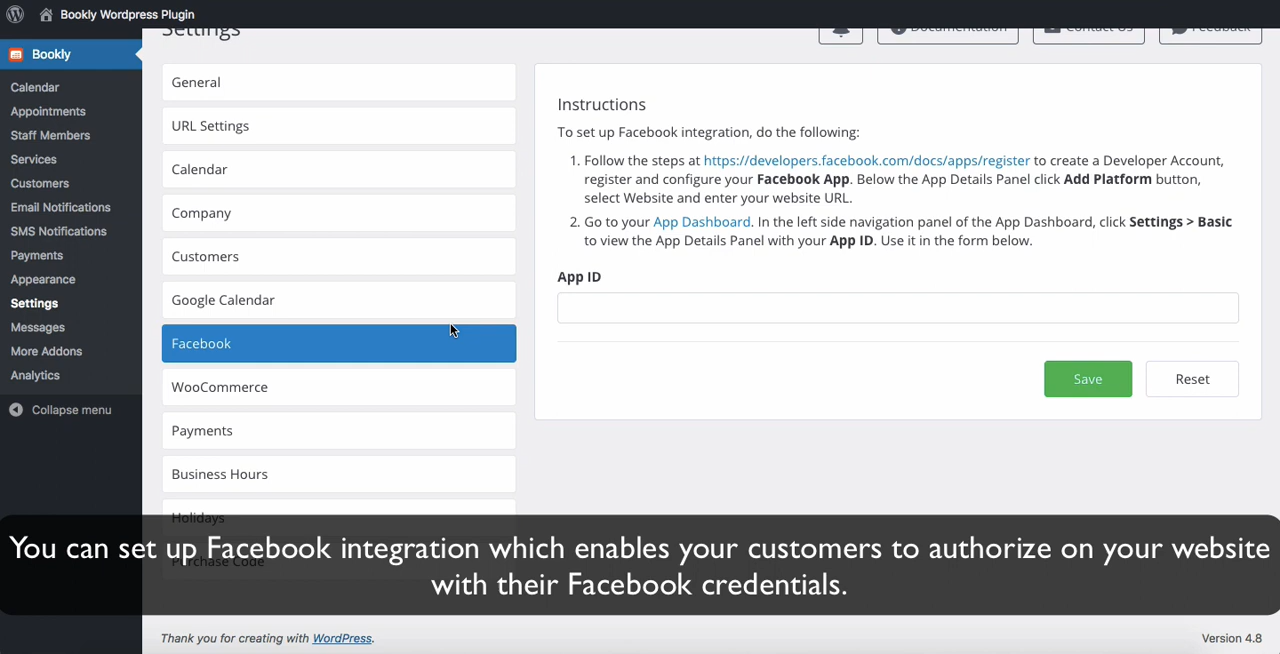 Bookly Wordpress Plugin
Bookly
Calendar
Appointments
Staff Members
Services
Customers
Email Notifications
SMS Notifications
Payments
Appearance
Settings
Messages
More Addons
Analytics
Collapse menu
Settings
Documentation
Contact Us
Feedback
General
URL Settings
Calendar
Company
Customers
Google Calendar
Facebook
WooCommerce
Payments
Business Hours
Holidays
Purchase Code
Instructions
To set up Facebook integration, do the following:
1. Follow the steps at https://developers.facebook.com/docs/apps/register to create a Developer Account,
register and configure your Facebook App. Below the App Details Panel click Add Platform button,
select Website and enter your website URL.
2. Go to your App Dashboard. In the left side navigation panel of the App Dashboard, click Settings > Basic
to view the App Details Panel with your App ID. Use it in the form below.
App ID
Save
Reset
You can set up Facebook integration which enables your customers to authorize on your website
with their Facebook credentials.
Thank you for creating with WordPress.
Version 4.8